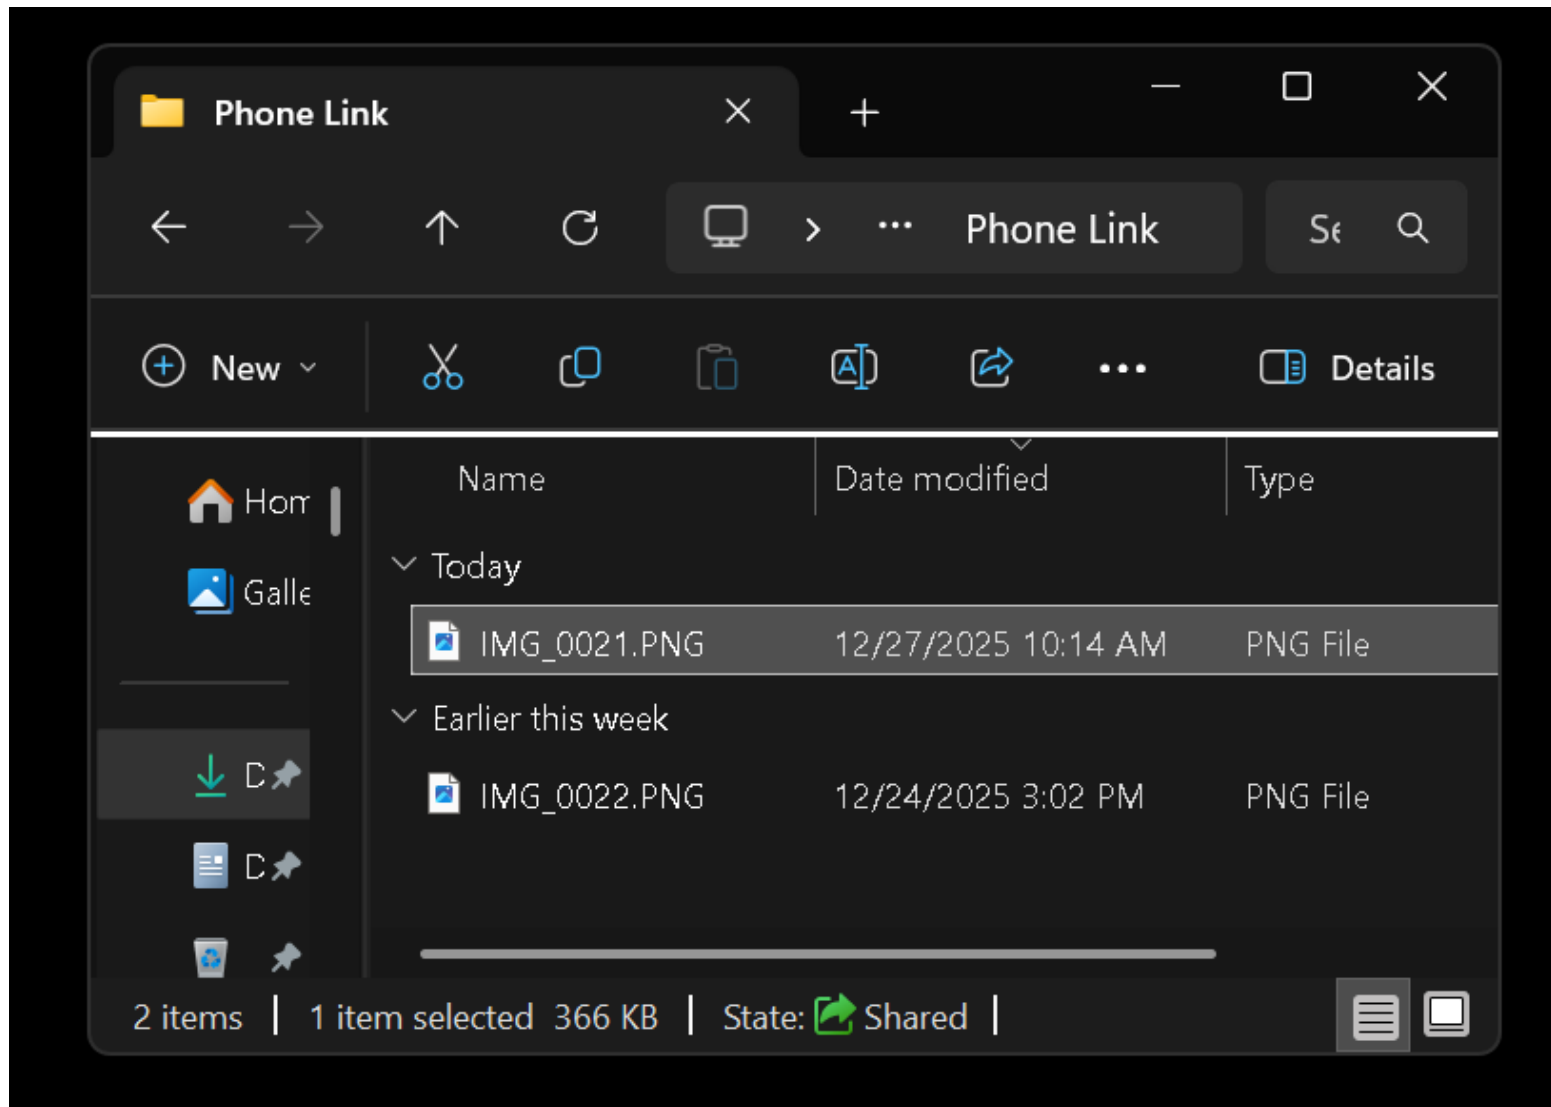 Phone Link
Phone Link Se
New Details
Name Date modified Type
Hom
Today
Galle
IMG_0021.PNG 12/27/2025 10:14 AM PNG File
Earlier this week
D
IMG_0022.PNG 12/24/2025 3:02 PM PNG File
D
2 items 1 item selected 366 KB State: Shared